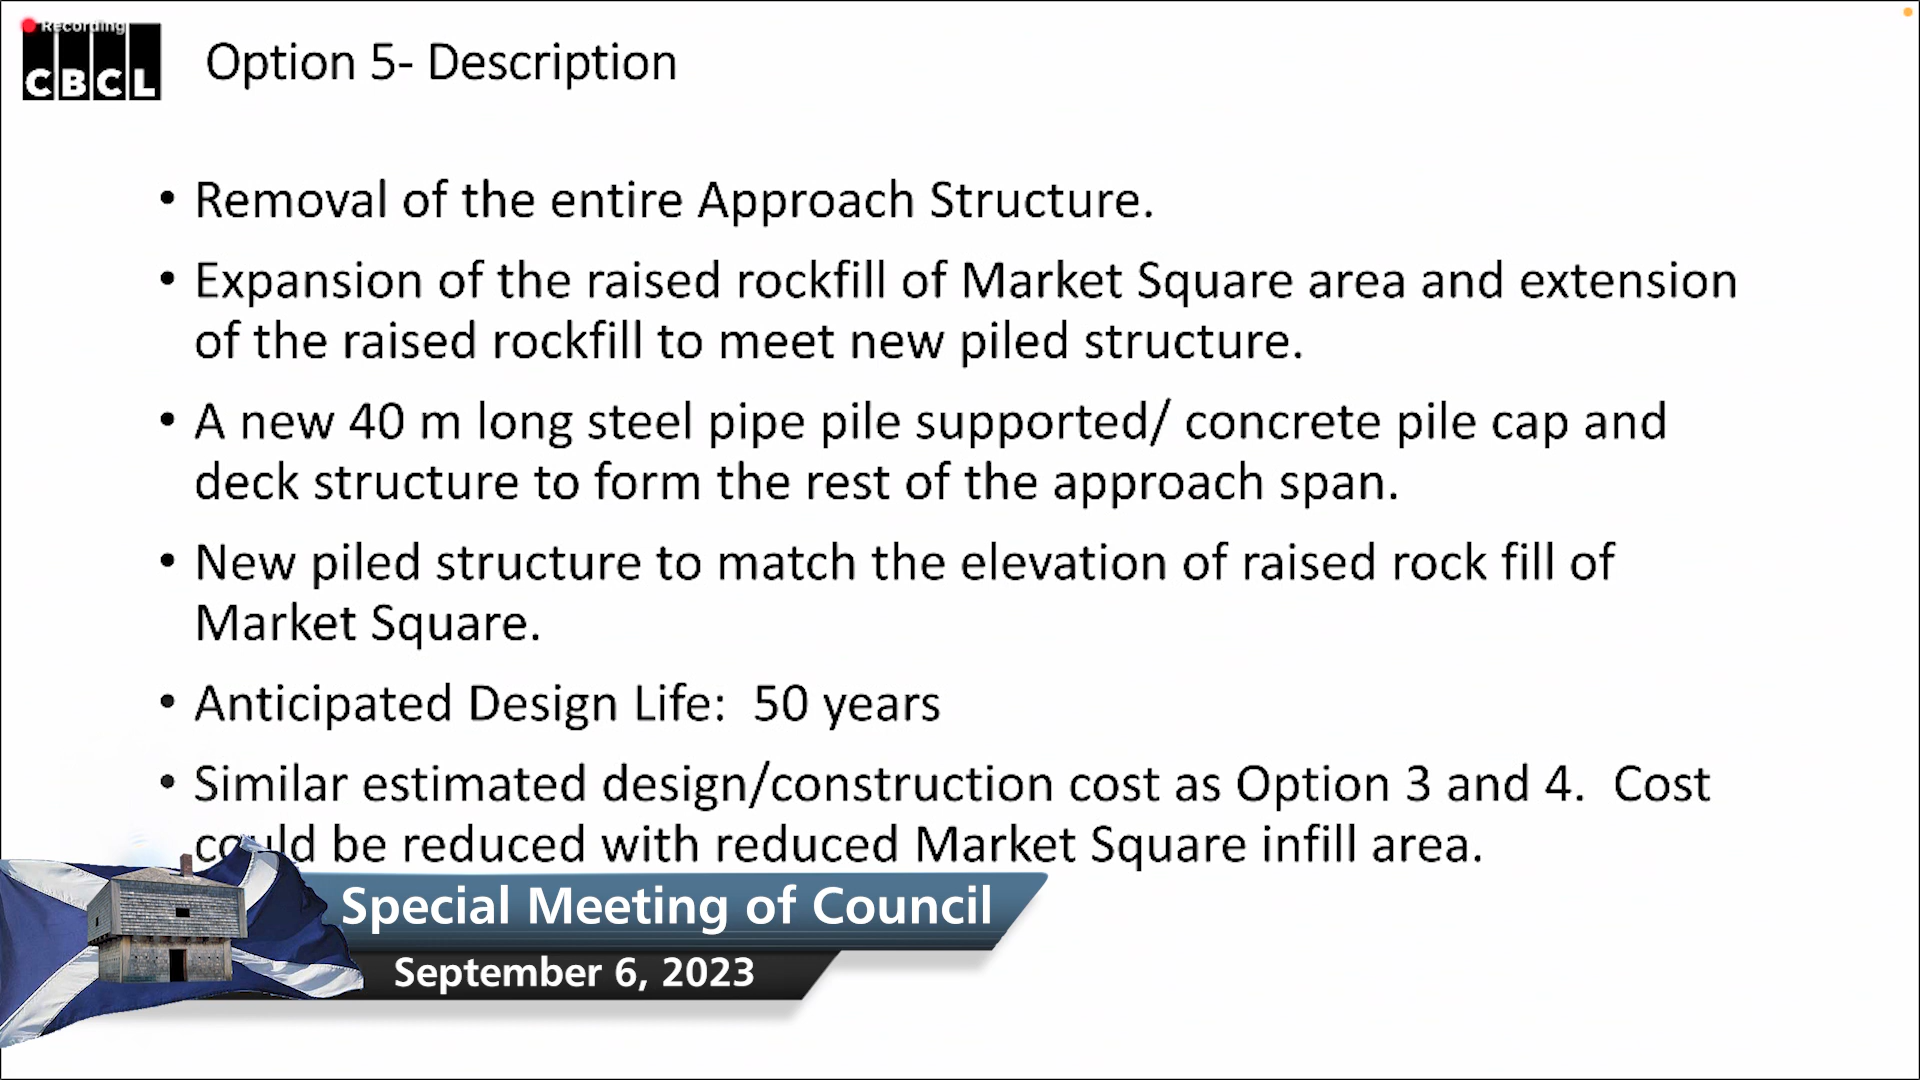 Recording
CBCL
Option 5- Description
• Removal of the entire Approach Structure.
• Expansion of the raised rockfill of Market Square area and extension
of the raised rockfill to meet new piled structure.
• A new 40 m long steel pipe pile supported/ concrete pile cap and
deck structure to form the rest of the approach span.
• New piled structure to match the elevation of raised rock fill of
Market Square.
• Anticipated Design Life:  50 years
• Similar estimated design/construction cost as Option 3 and 4.  Cost
could be reduced with reduced Market Square infill area.
Special Meeting of Council
September 6, 2023